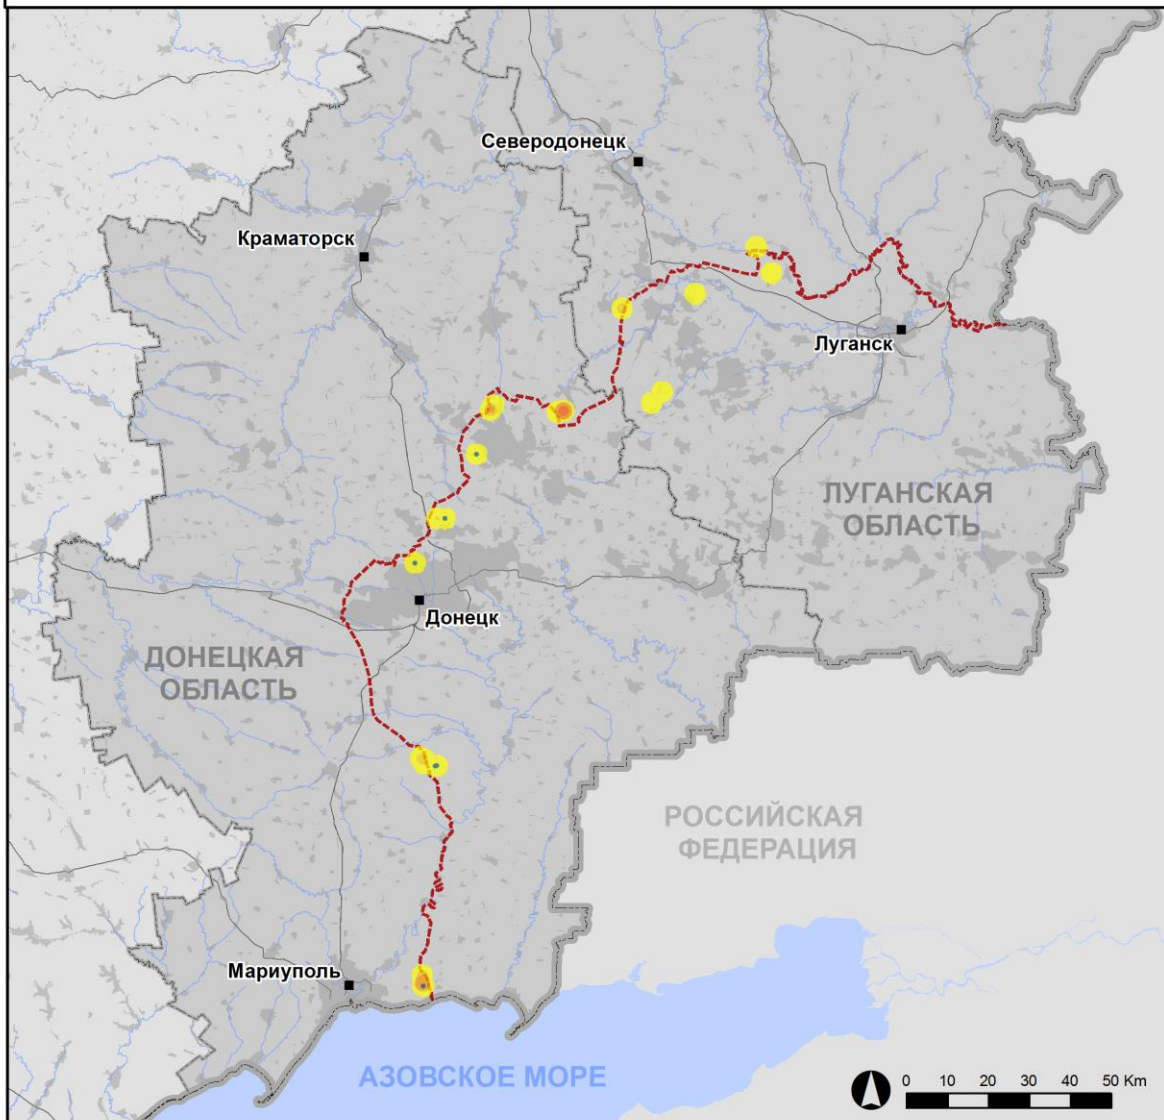 Северодонецк
Краматорск
Луганск
ЛУГАНСКАЯ
ОБЛАСТЬ
Донецк
ДОНЕЦКАЯ
ОБЛАСТЬ
РОССИЙСКАЯ
ФЕДЕРАЦИЯ
Мариуполь
АЗОВСКОЕ МОРЕ
0 10 20 30 40 50 Km